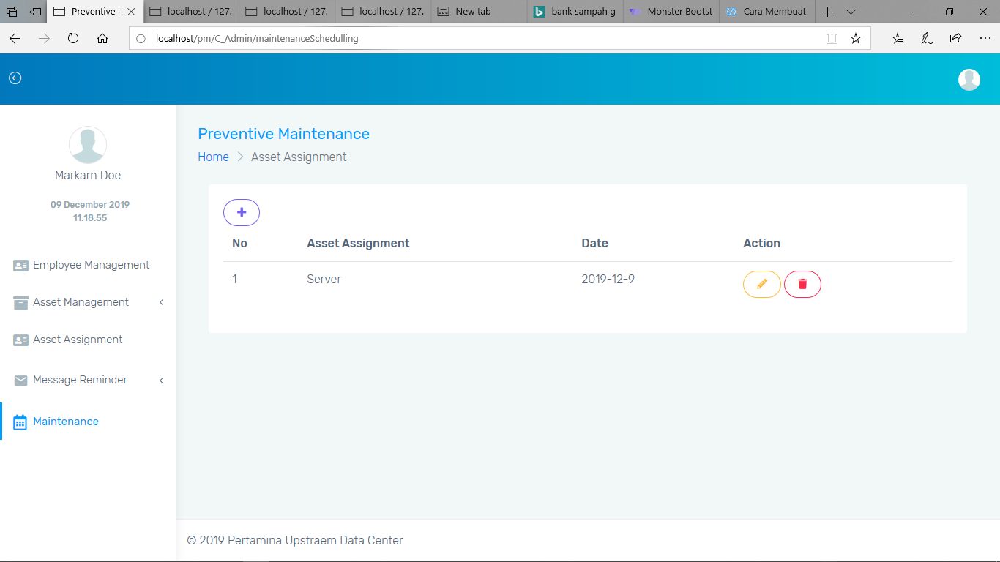 Preventive
localhost / 127.
localhost / 127.
localhost / 127.
New tab
bank sampah g
Monster Bootst
Cara Membuat
localhost/pm/C_Admin/maintenanceSchedulling
Markarn Doe
09 December 2019
11:18:55
Employee Management
Asset Management
Asset Assignment
Message Reminder
Maintenance
Preventive Maintenance
Home > Asset Assignment
No Asset Assignment Date Action
1 Server 2019-12-9
© 2019 Pertamina Upstraem Data Center